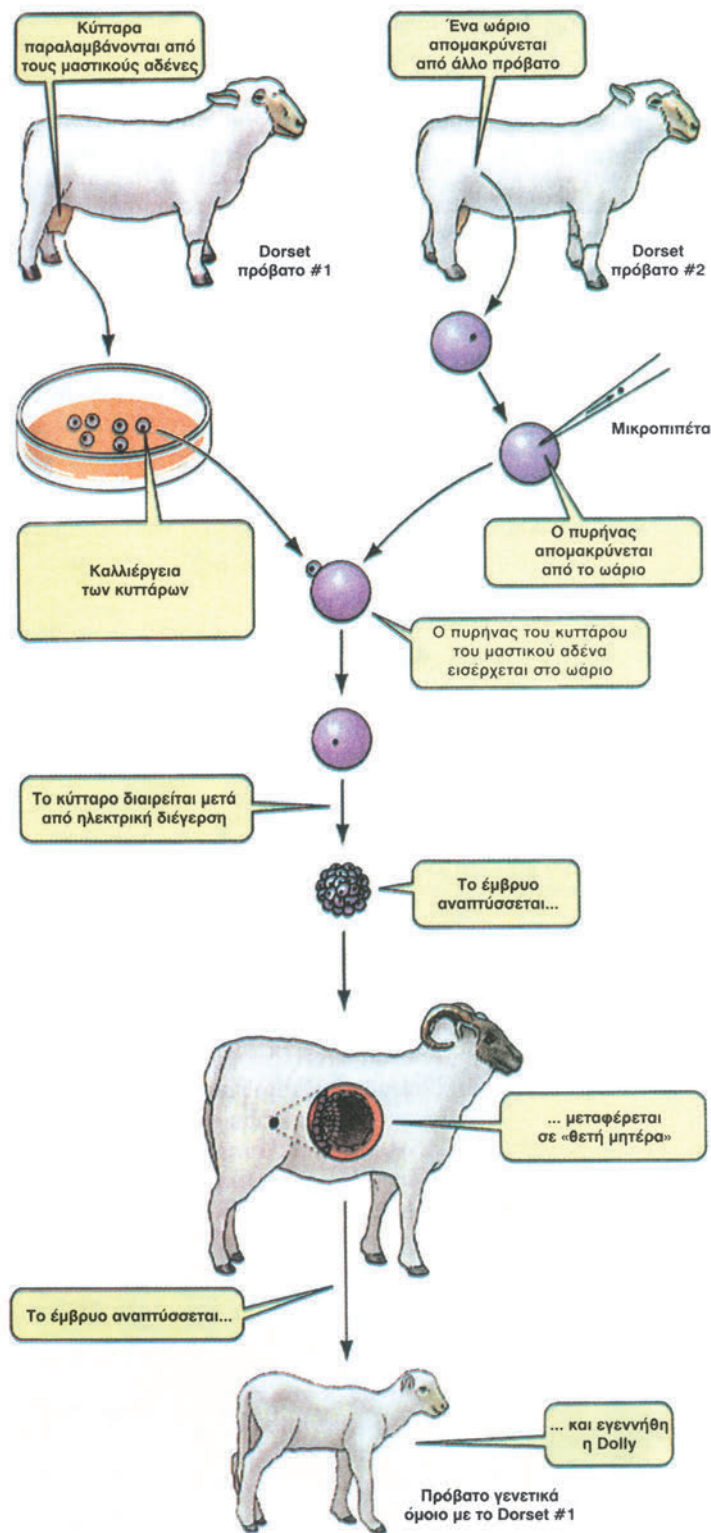 Κύτταρα
παραλαμβάνονται από
τους μαστικούς αδένες
Ένα ωάριο
απομακρύνεται
από άλλο πρόβατο
Dorset
πρόβατο #1
Dorset
πρόβατο #2
Μικροπιπέτα
Καλλιέργεια
των κυττάρων
Ο πυρήνας
απομακρύνεται
από το ωάριο
Ο πυρήνας του κυττάρου
του μαστικού αδένα
εισέρχεται στο ωάριο
Το κύτταρο διαιρείται μετά
από ηλεκτρική διέγερση
Το έμβρυο
αναπτύσσεται...
... μεταφέρεται
σε «θετή μητέρα»
Το έμβρυο αναπτύσσεται...
... και εγεννήθη
η Dolly
Πρόβατο γενετικά
όμοιο με το Dorset #1